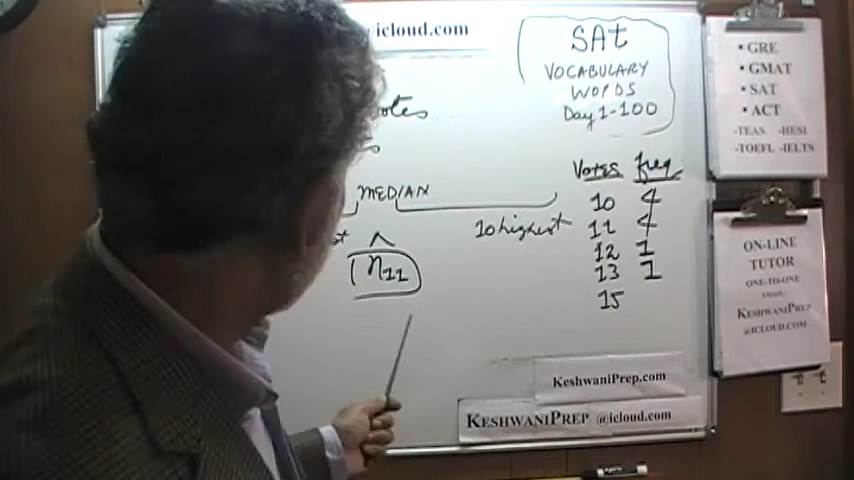 @icloud.com
SAt
VOCABULARY
WORDS
Day 1-100
otes
MEDIAN
10 highest
n11
Votes freq
10 4
11 4
12 1
13 1
15
• GRE
• GMAT
• SAT
• ACT
-TEAS -HESI
-TOEFL -IELTS
ON-LINE
TUTOR
ONE-TO-ONE
EMAIL:
KESHWANIPREP
@ICLOUD.COM
KESHWANIPREP.com
KESHWANIPREP @icloud.com